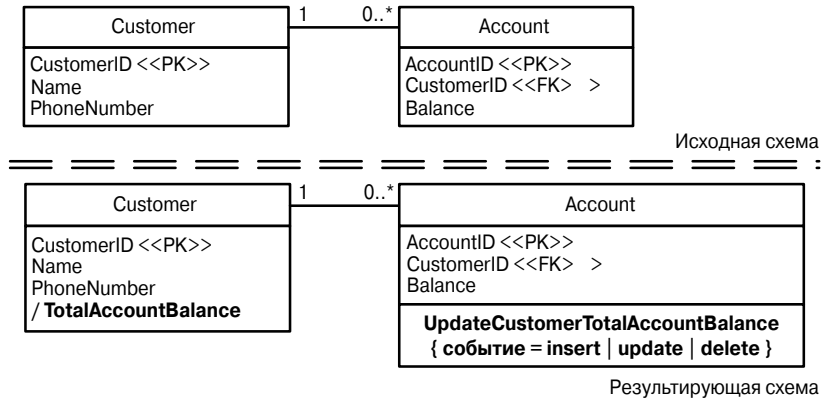 Customer
1 0..*
Account
CustomerID <<PK>>
Name
PhoneNumber
AccountID <<PK>>
CustomerID <<FK> >
Balance
Исходная схема
Customer
1 0..*
Account
CustomerID <<PK>>
Name
PhoneNumber
/ TotalAccountBalance
AccountID <<PK>>
CustomerID <<FK> >
Balance
UpdateCustomerTotalAccountBalance
{ событие = insert | update | delete }
Результирующая схема